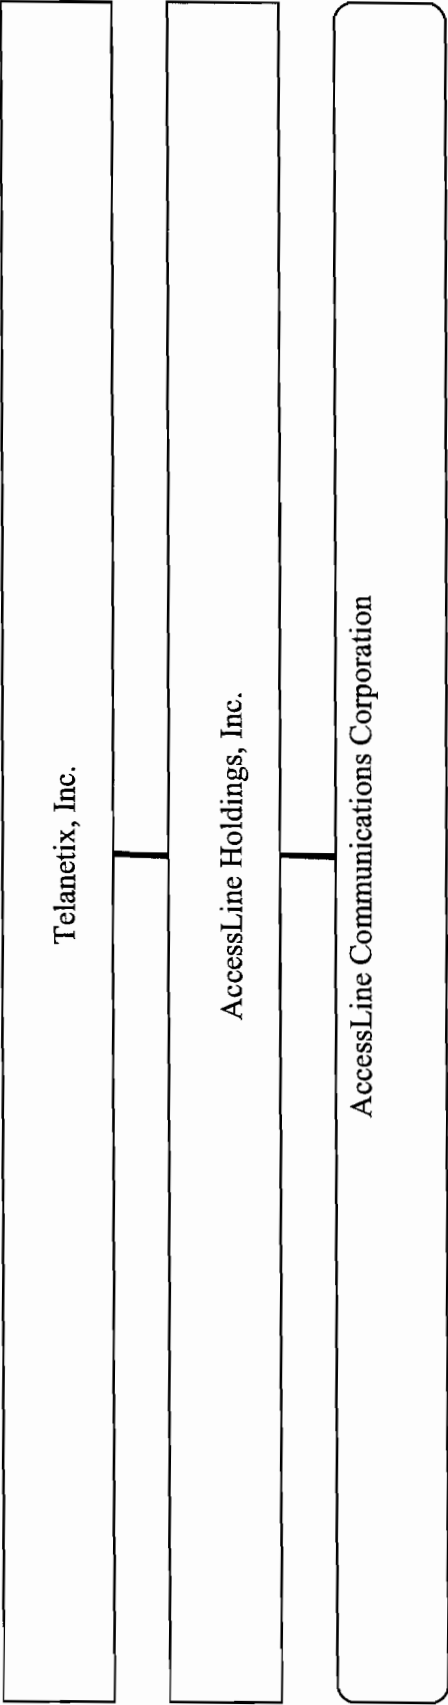 Telanetix, Inc.
AccessLine Holdings, Inc.
AccessLine Communications Corporation